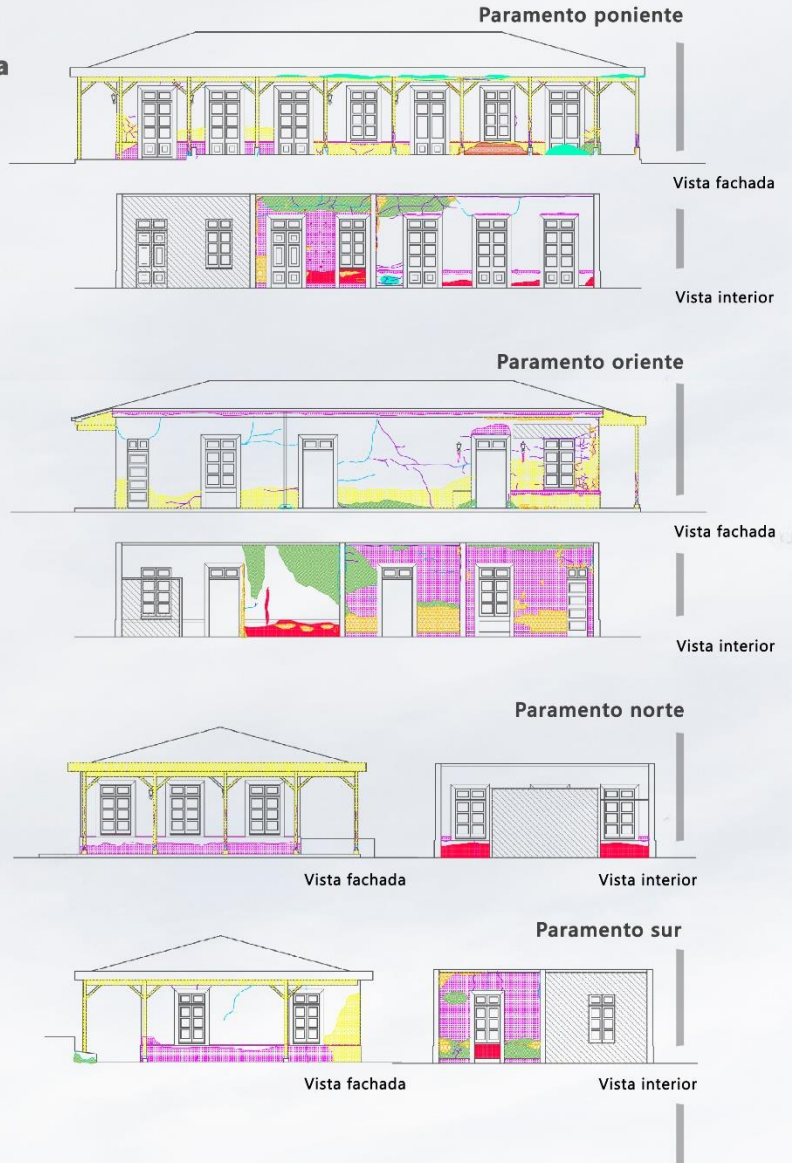 Paramento poniente
a
Vista fachada
Vista interior
Paramento oriente
Vista fachada
Vista interior
Paramento norte
Vista fachada
Vista interior
Paramento sur
Vista fachada
Vista interior